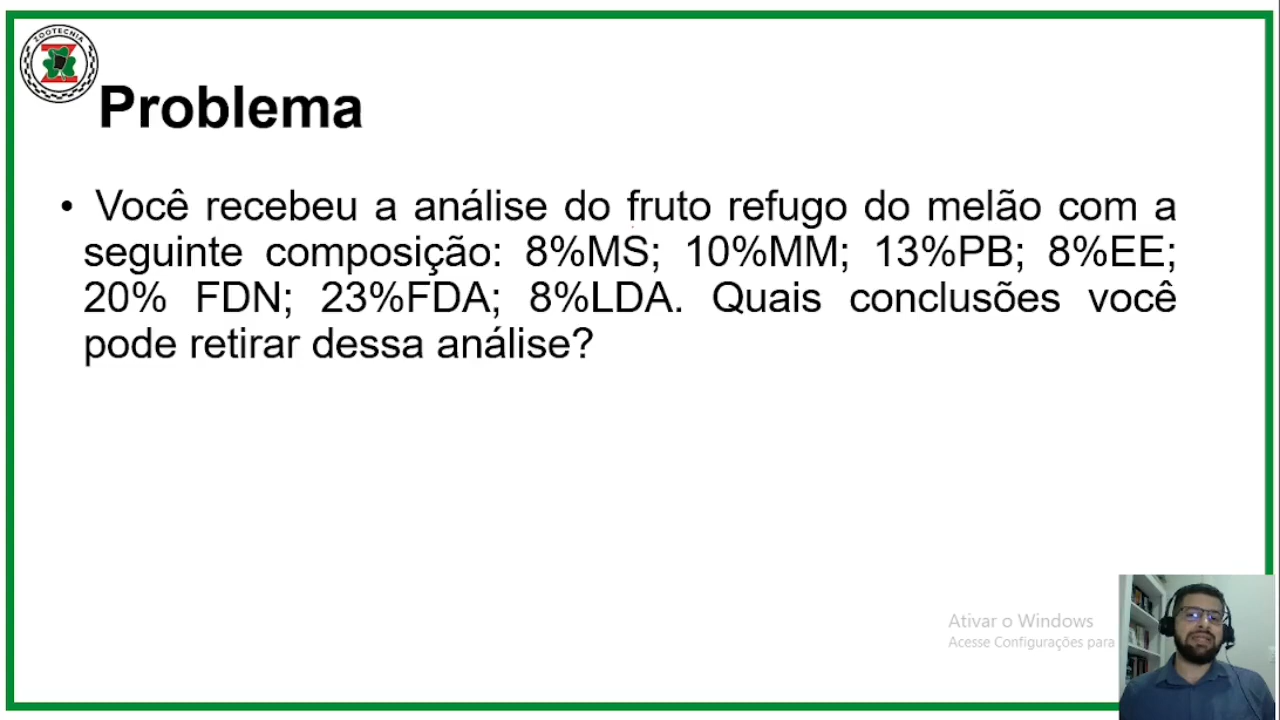 ZOOTECNIA
Problema
• Você recebeu a análise do fruto refugo do melão com a
seguinte composição: 8%MS; 10%MM; 13%PB; 8%EE;
20% FDN; 23%FDA; 8%LDA. Quais conclusões você
pode retirar dessa análise?
Ativar o Windows
Acesse Configurações para